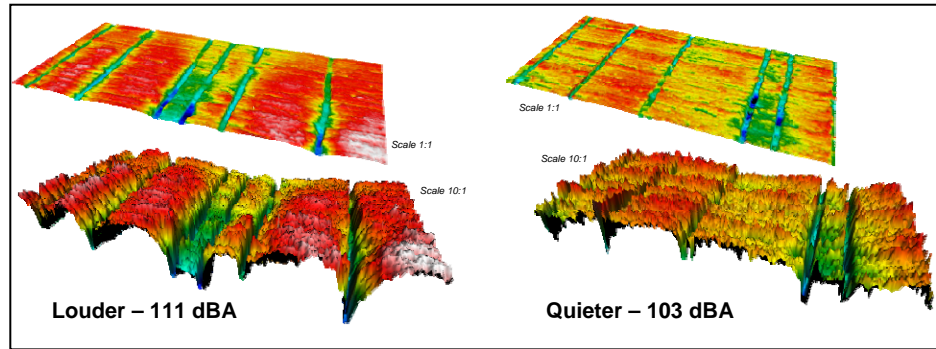 Scale 1:1
Scale 1:1
Scale 10:1
Scale 10:1
Louder – 111 dBA
Quieter – 103 dBA